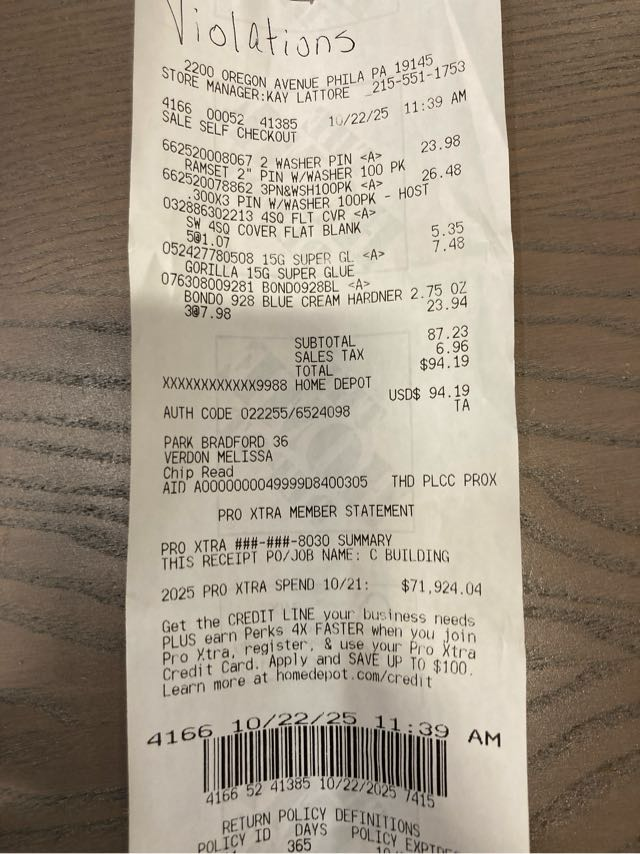 Violations
2200 OREGON AVENUE PHILA PA 19145
STORE MANAGER:KAY LATTORE 215-551-1753
4166 00052 41385 10/22/25 11:39 AM
SALE SELF CHECKOUT
662520008067 2 WASHER PIN <A> 23.98
RAMSET 2" PIN W/WASHER 100 PK
662520078862 3PN&WSH100PK <A> 26.48
.300X3 PIN W/WASHER 100PK - HOST
032886302213 4SQ FLT CVR <A>
SW 4SQ COVER FLAT BLANK
5@1.07 5.35
052427780508 15G SUPER GL <A> 7.48
GORILLA 15G SUPER GLUE
076308009281 BONDO928BL <A>
BONDO 928 BLUE CREAM HARDNER 2.75 OZ
3@7.98 23.94
SUBTOTAL 87.23
SALES TAX 6.96
TOTAL $94.19
XXXXXXXXXXXX9988 HOME DEPOT
USD$ 94.19
AUTH CODE 022255/6524098 TA
PARK BRADFORD 36
VERDON MELISSA
Chip Read
AID A0000000049999D8400305 THD PLCC PROX
PRO XTRA MEMBER STATEMENT
PRO XTRA ###-###-8030 SUMMARY
THIS RECEIPT PO/JOB NAME: C BUILDING
2025 PRO XTRA SPEND 10/21: $71,924.04
Get the CREDIT LINE your business needs
PLUS earn Perks 4X FASTER when you join
Pro Xtra, register, & use your Pro Xtra
Credit Card. Apply and SAVE UP TO $100.
Learn more at homedepot.com/credit
4166 10/22/25 11:39 AM
4166 52 41385 10/22/2025 7415
RETURN POLICY DEFINITIONS
POLICY ID DAYS POLICY EXPIRES
365